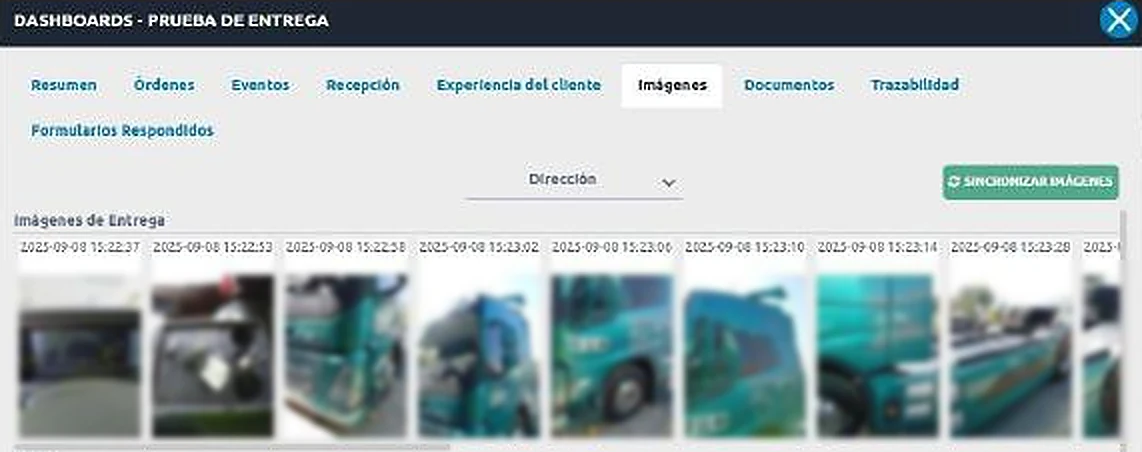 DASHBOARDS - PRUEBA DE ENTREGA
Resumen Órdenes Eventos Recepción Experiencia del cliente Imágenes Documentos Trazabilidad
Formularios Respondidos
Dirección
SINCRONIZAR IMÁGENES
Imágenes de Entrega
2025-09-08 15:22:37 2025-09-08 15:22:53 2025-09-08 15:22:58 2025-09-08 15:23:02 2025-09-08 15:23:06 2025-09-08 15:23:10 2025-09-08 15:23:14 2025-09-08 15:23:28 2025-